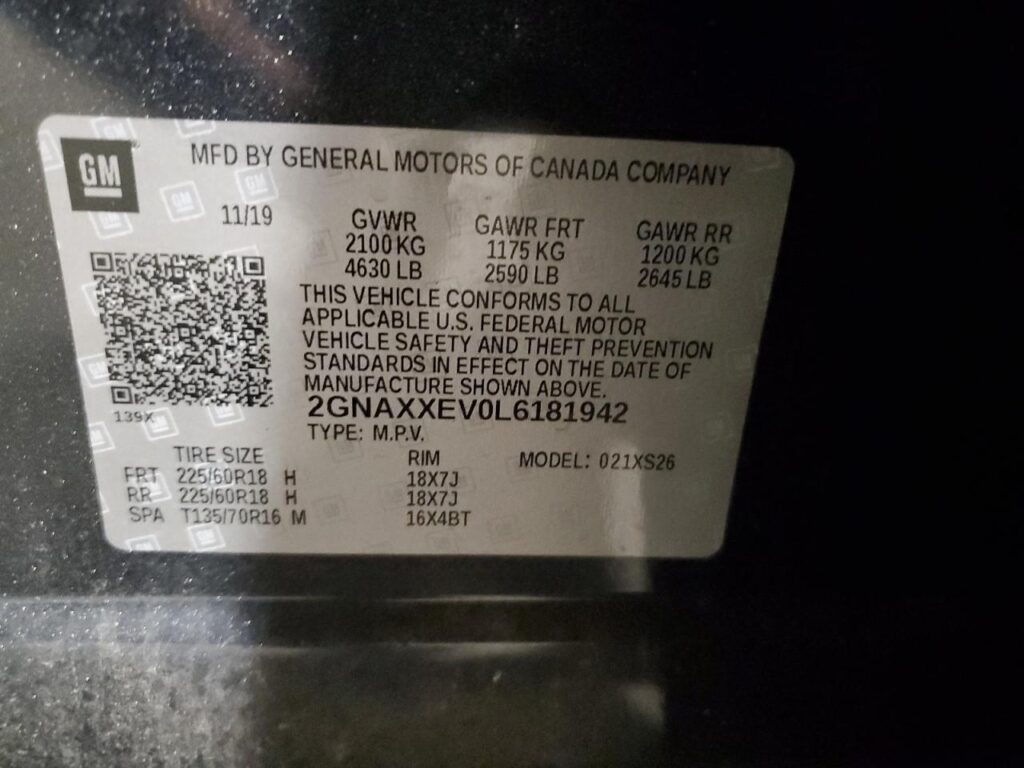 GM
MFD BY GENERAL MOTORS OF CANADA COMPANY
11/19
GVWR
2100 KG
4630 LB
GAWR FRT
1175 KG
2590 LB
GAWR RR
1200 KG
2645 LB
THIS VEHICLE CONFORMS TO ALL
APPLICABLE U.S. FEDERAL MOTOR
VEHICLE SAFETY AND THEFT PREVENTION
STANDARDS IN EFFECT ON THE DATE OF
MANUFACTURE SHOWN ABOVE.
139X
2GNAXXEV0L6181942
TYPE: M.P.V.
TIRE SIZE RIM MODEL: 021XS26
FRT 225/60R18 H 18X7J
RR 225/60R18 H 18X7J
SPA T135/70R16 M 16X4BT